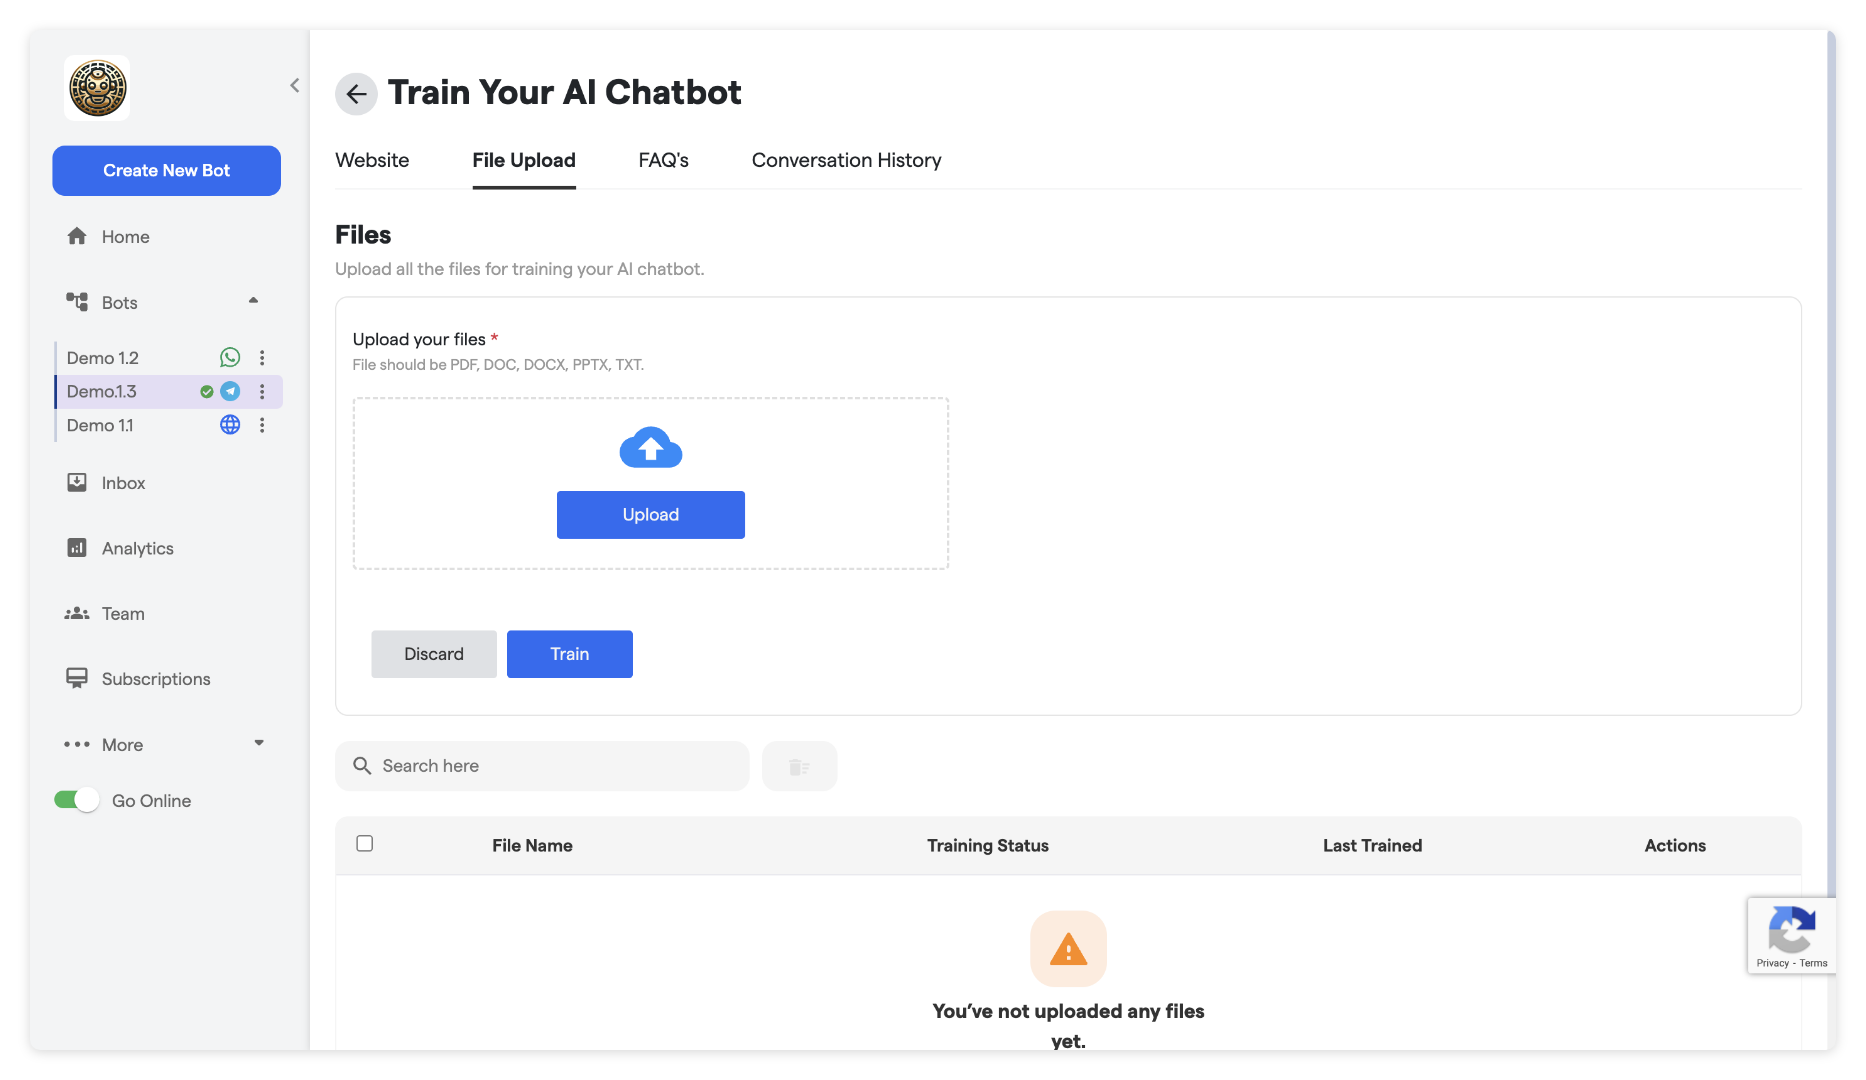 Train Your AI Chatbot
Create New Bot
Home
Bots
Demo 1.2
Demo.1.3
Demo 1.1
Inbox
Analytics
Team
Subscriptions
More
Go Online
Website
File Upload
FAQ's
Conversation History
Files
Upload all the files for training your AI chatbot.
Upload your files *
File should be PDF, DOC, DOCX, PPTX, TXT.
Upload
Discard
Train
Search here
File Name
Training Status
Last Trained
Actions
You’ve not uploaded any files
yet.
Privacy - Terms